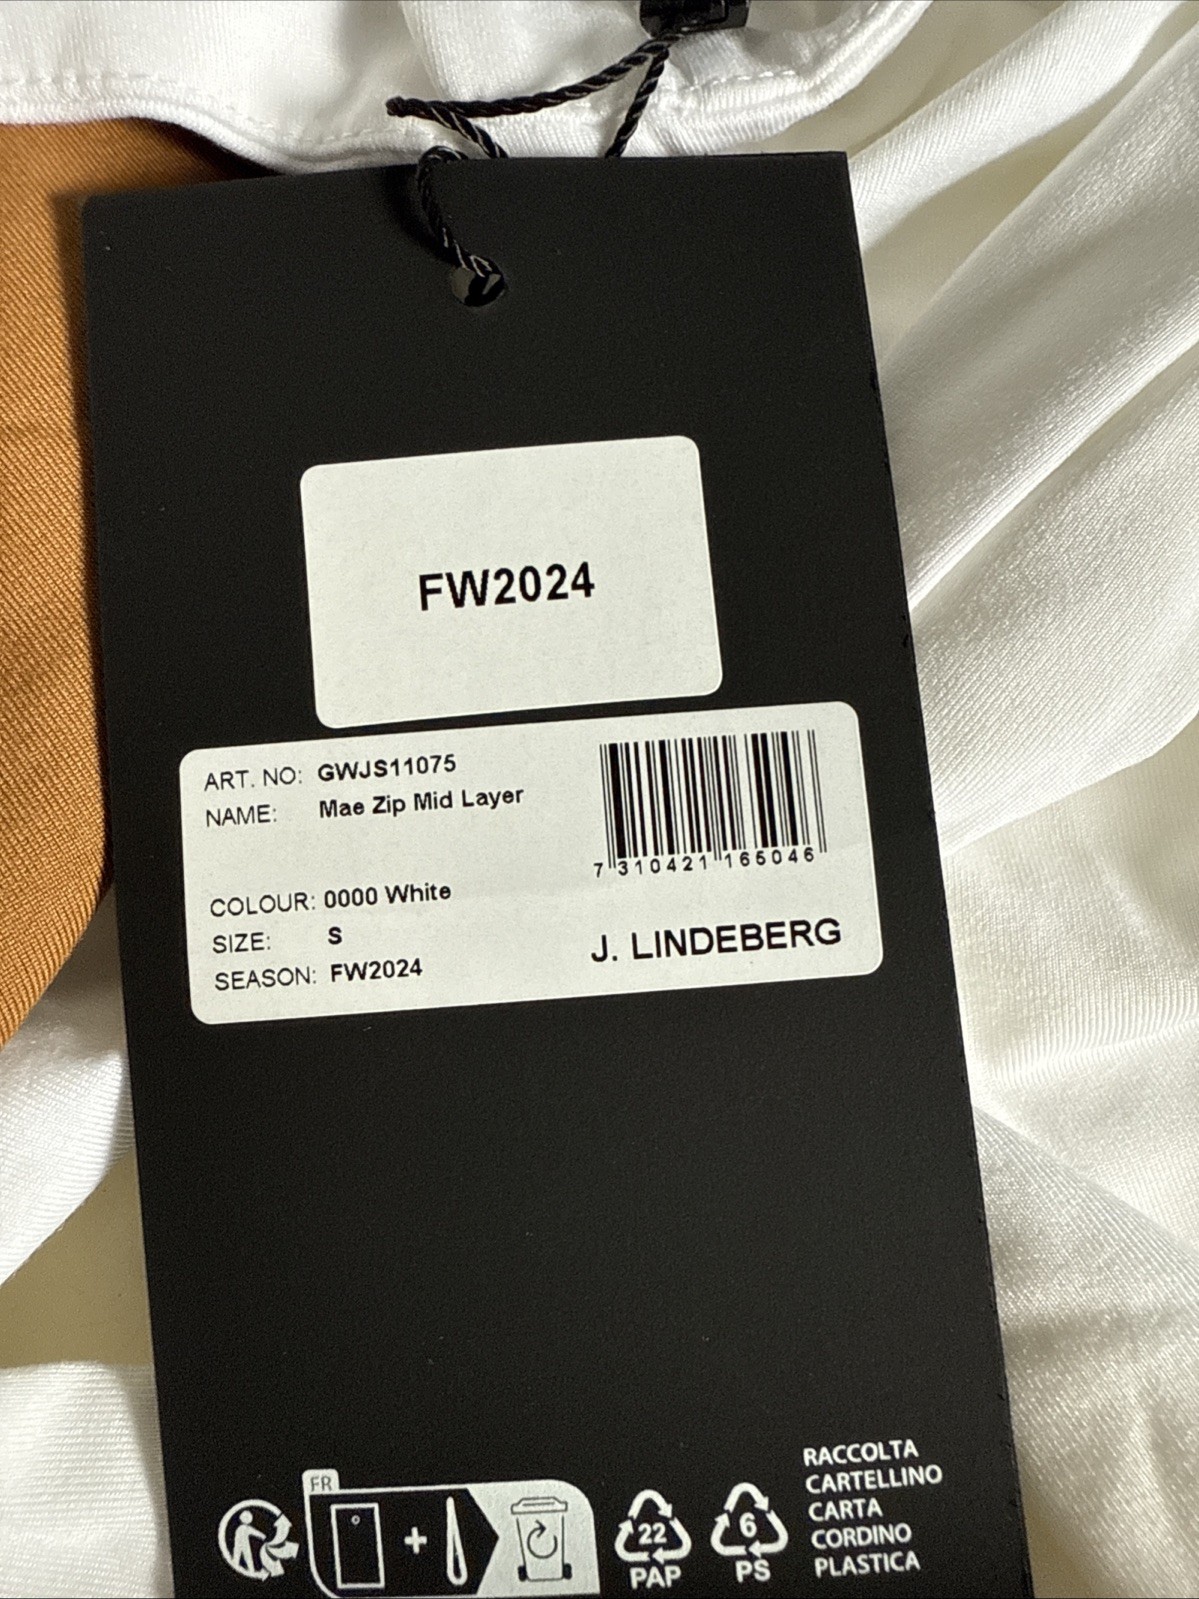 FW2024
ART. NO: GWJS11075
NAME: Mae Zip Mid Layer
COLOUR: 0000 White
SIZE: S
SEASON: FW2024
7 310421 165046
J. LINDEBERG
FR
22
PAP
6
PS
RACCOLTA
CARTELLINO
CARTA
CORDINO
PLASTICA